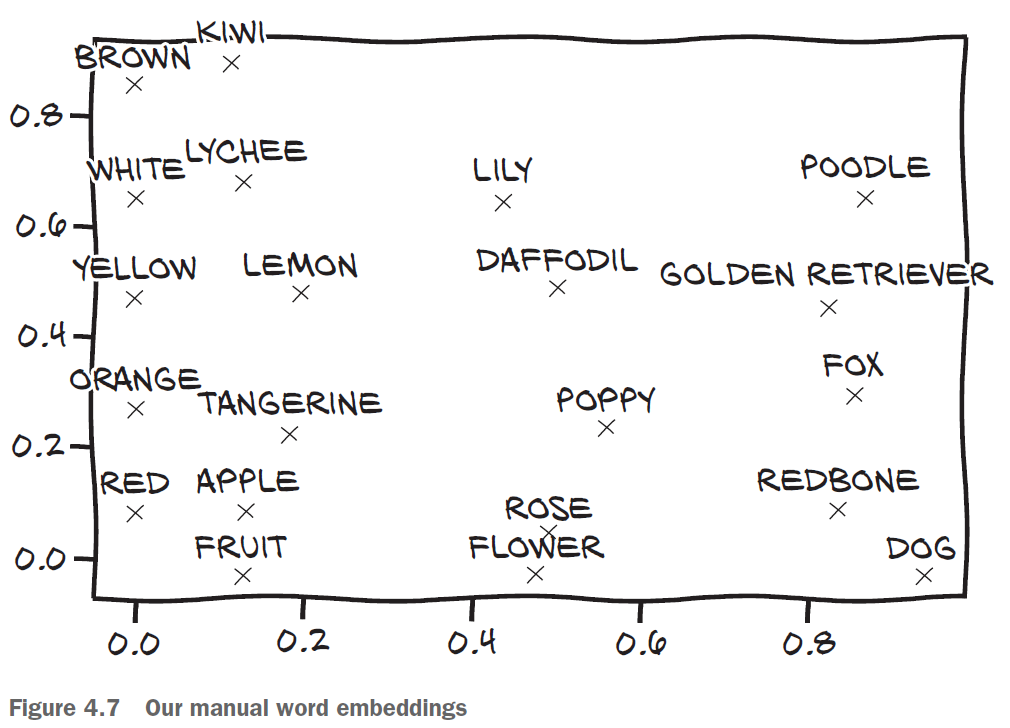 KIWI
BROWN
0.8
WHITE LYCHEE LILY POODLE
0.6
YELLOW LEMON DAFFODIL GOLDEN RETRIEVER
0.4
ORANGE TANGERINE POPPY FOX
0.2
RED APPLE ROSE REDBONE
0.0
FRUIT FLOWER DOG
0.0 0.2 0.4 0.6 0.8
Figure 4.7 Our manual word embeddings